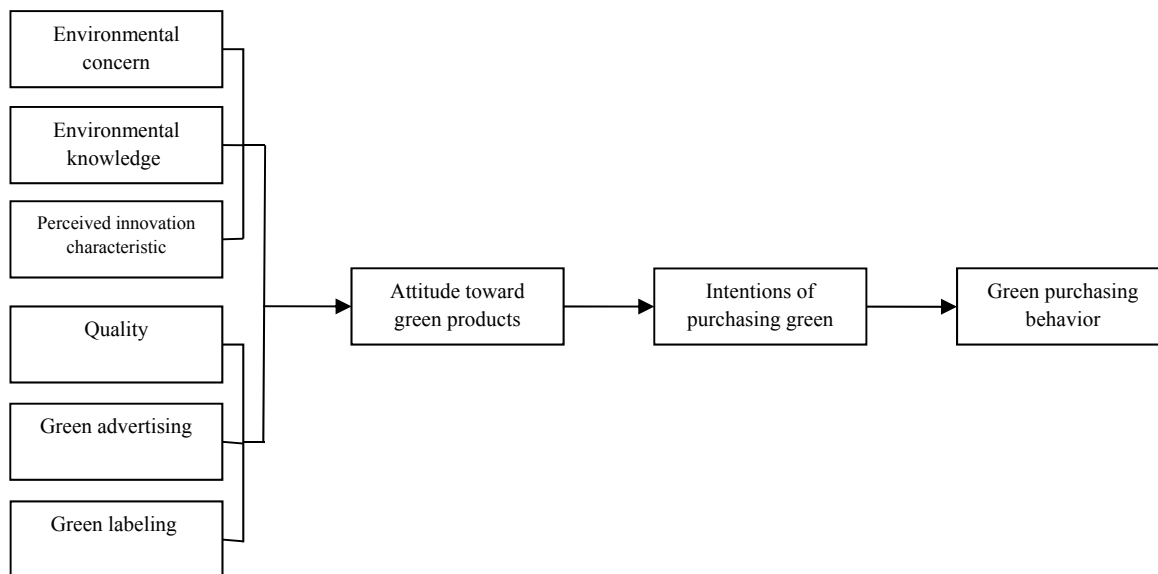 Environmental
concern
Environmental
knowledge
Perceived innovation
characteristic
Quality
Green advertising
Green labeling
Attitude toward
green products
Intentions of
purchasing green
Green purchasing
behavior